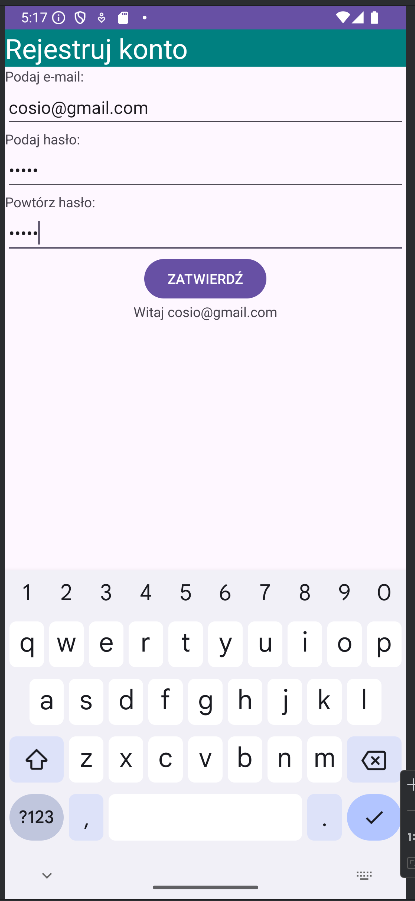 5:17
Rejestruj konto
Podaj e-mail:
cosio@gmail.com
Podaj hasło:
•••••
Powtórz hasło:
•••••
ZATWIERDŹ
Witaj cosio@gmail.com
1 2 3 4 5 6 7 8 9 0
q w e r t y u i o p
a s d f g h j k l
z x c v b n m
?123 , .